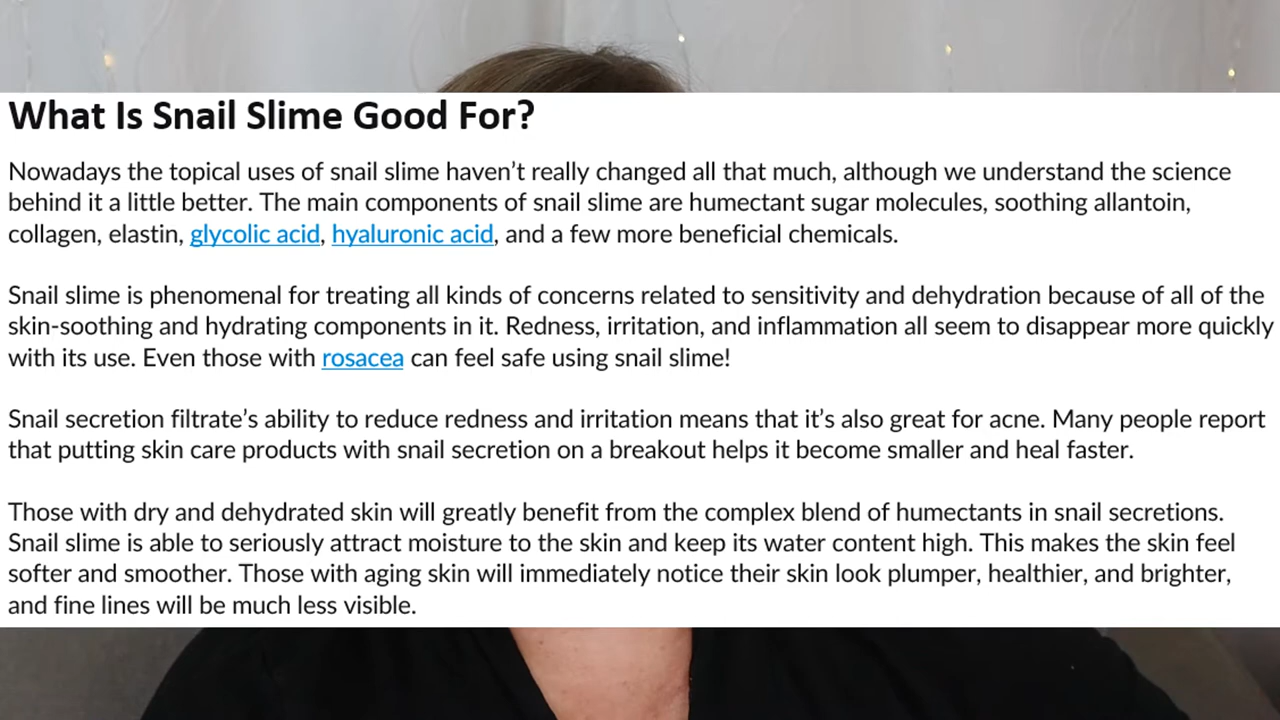 What Is Snail Slime Good For?
Nowadays the topical uses of snail slime haven’t really changed all that much, although we understand the science
behind it a little better. The main components of snail slime are humectant sugar molecules, soothing allantoin,
collagen, elastin, glycolic acid, hyaluronic acid, and a few more beneficial chemicals.
Snail slime is phenomenal for treating all kinds of concerns related to sensitivity and dehydration because of all of the
skin-soothing and hydrating components in it. Redness, irritation, and inflammation all seem to disappear more quickly
with its use. Even those with rosacea can feel safe using snail slime!
Snail secretion filtrate’s ability to reduce redness and irritation means that it’s also great for acne. Many people report
that putting skin care products with snail secretion on a breakout helps it become smaller and heal faster.
Those with dry and dehydrated skin will greatly benefit from the complex blend of humectants in snail secretions.
Snail slime is able to seriously attract moisture to the skin and keep its water content high. This makes the skin feel
softer and smoother. Those with aging skin will immediately notice their skin look plumper, healthier, and brighter,
and fine lines will be much less visible.